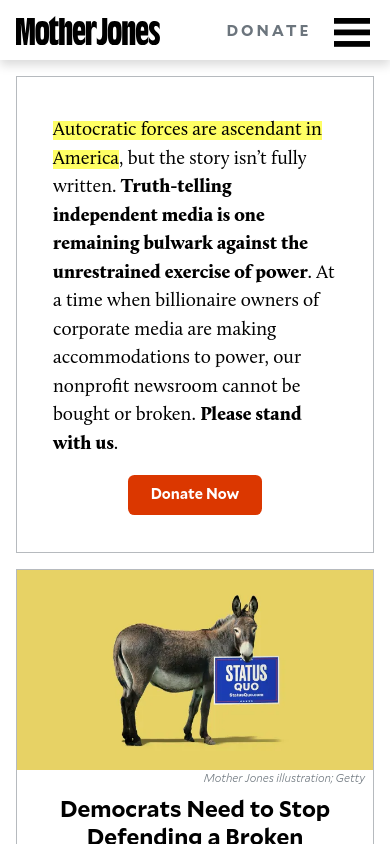 Mother Jones
DONATE
Autocratic forces are ascendant in
America, but the story isn’t fully
written. Truth-telling
independent media is one
remaining bulwark against the
unrestrained exercise of power. At
a time when billionaire owners of
corporate media are making
accommodations to power, our
nonprofit newsroom cannot be
bought or broken. Please stand
with us.
Donate Now
STATUS
QUO
StatusQuo.com
Mother Jones illustration; Getty
Democrats Need to Stop
Defending a Broken